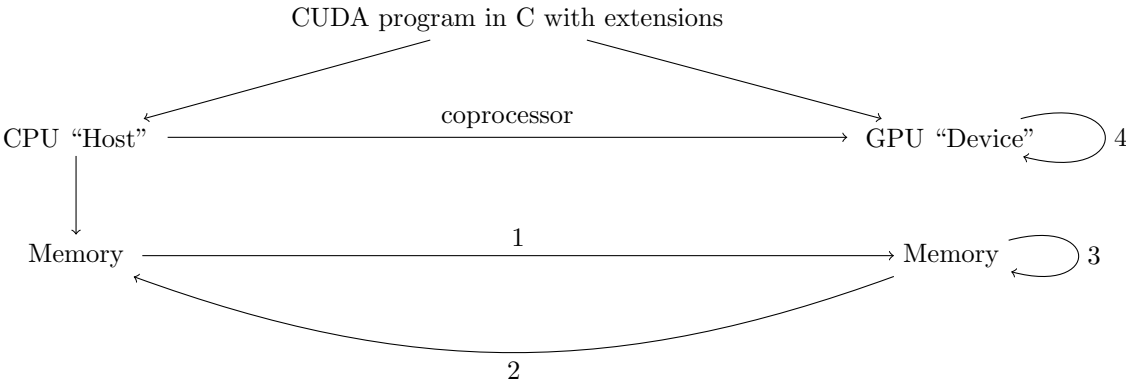 CUDA program in C with extensions
coprocessor
CPU “Host”
GPU “Device”
4
1
Memory
Memory
3
2